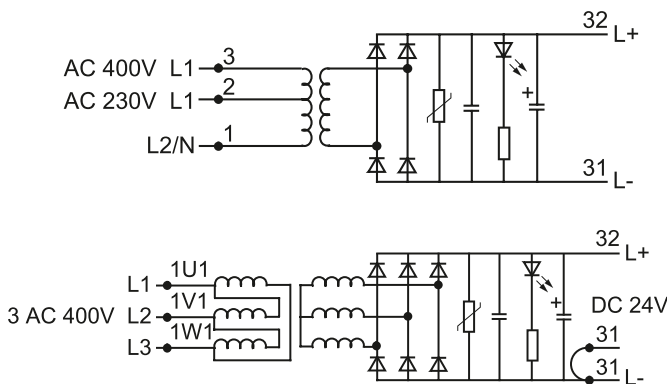 32
L+
3
AC 400V L1
2
AC 230V L1
1
L2/N
+
31
L-
32
L+
1U1
L1
1V1
3 AC 400V L2
1W1
L3
+
DC 24V
31
31
L-